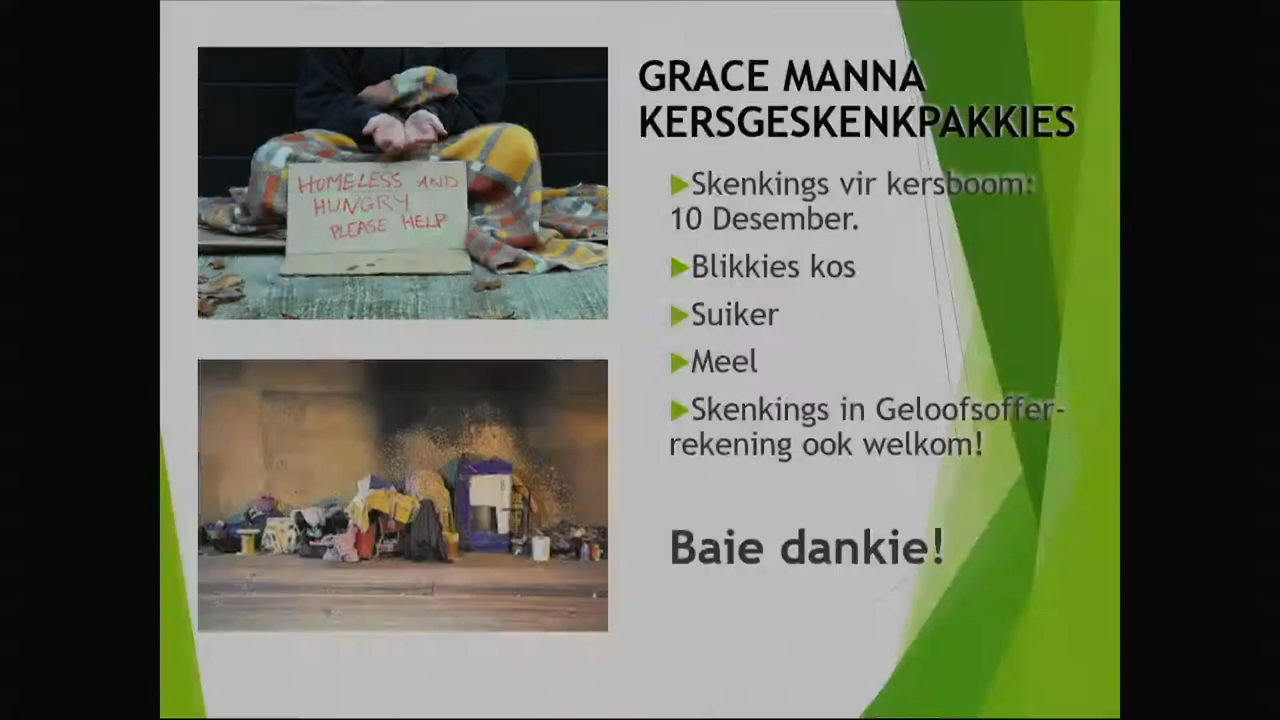 HOMELESS AND
HUNGRY
PLEASE HELP
GRACE MANNA
KERSGESKENKPAKKIES
Skenkings vir kersboom:
10 Desember.
Blikkies kos
Suiker
Meel
Skenkings in Geloofsoffer-
rekening ook welkom!
Baie dankie!